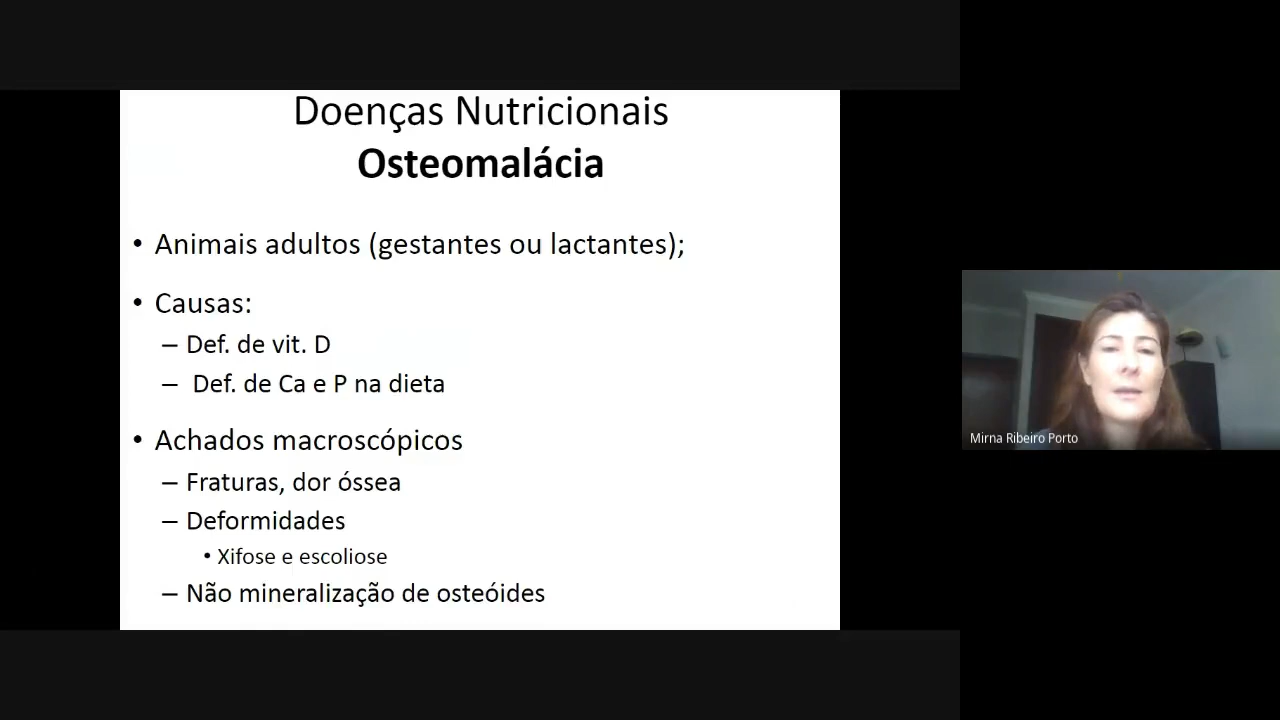 Doenças Nutricionais
Osteomalácia
• Animais adultos (gestantes ou lactantes);
• Causas:
– Def. de vit. D
– Def. de Ca e P na dieta
• Achados macroscópicos
– Fraturas, dor óssea
– Deformidades
• Xifose e escoliose
– Não mineralização de osteóides
Mirna Ribeiro Porto